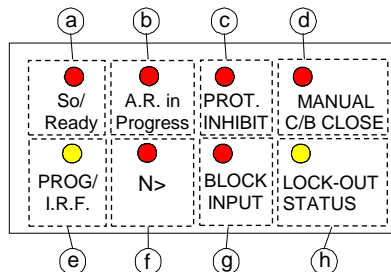 a b c d
So/ A.R. in PROT. MANUAL
Ready Progress INHIBIT C/B CLOSE
PROG/ N> BLOCK LOCK-OUT
I.R.F. INPUT STATUS
e f g h